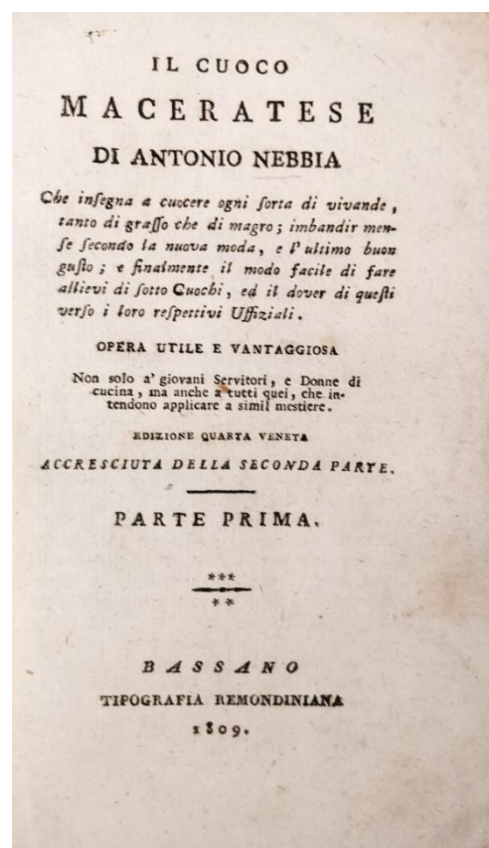 IL CUOCO
MACERATESE
DI ANTONIO NEBBIA
Che inſegna a cuocere ogni ſorta di vivande,
tanto di graſſo che di magro; imbandir men-
ſe ſecondo la nuova moda, e l'ultimo buon
guſto; e finalmente il modo facile di fare
allievi di ſotto Cuochi, ed il dover di queſti
verſo i loro reſpettivi Uffiziali.
OPERA UTILE E VANTAGGIOSA
Non solo a' giovani Servitori, e Donne di
cucina, ma anche a tutti quei, che in-
tendono applicare a simil mestiere.
EDIZIONE QUARTA VENETA
ACCRESCIUTA DELLA SECONDA PARTE.
PARTE PRIMA.
***
**
BASSANO
TIPOGRAFIA REMONDINIANA
1809.